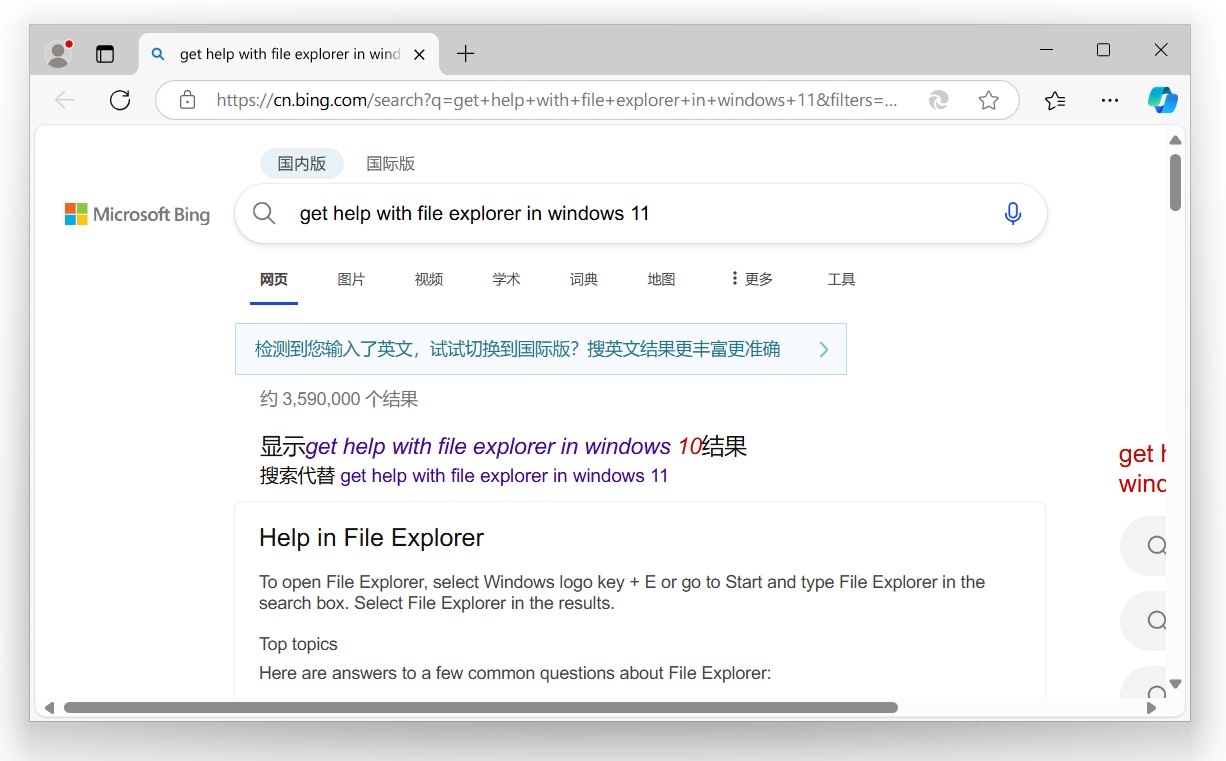 get help with file explorer in wind
https://cn.bing.com/search?q=get+help+with+file+explorer+in+windows+11&filters=...
国内版 国际版
Microsoft Bing
get help with file explorer in windows 11
网页 图片 视频 学术 词典 地图 更多 工具
检测到您输入了英文，试试切换到国际版？搜英文结果更丰富更准确
约 3,590,000 个结果
显示get help with file explorer in windows 10结果
搜索代替 get help with file explorer in windows 11
get h
wind
Help in File Explorer
To open File Explorer, select Windows logo key + E or go to Start and type File Explorer in the
search box. Select File Explorer in the results.
Top topics
Here are answers to a few common questions about File Explorer: